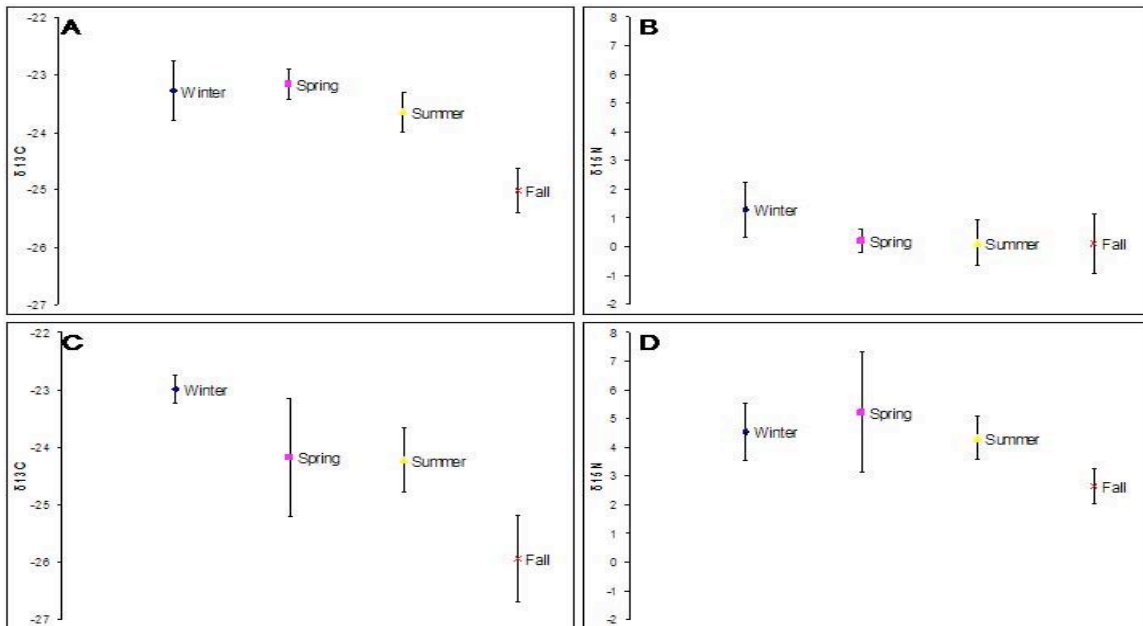 A
δ13C
-22
-23
-24
-25
-26
-27
Winter
Spring
Summer
Fall
B
δ15N
8
7
6
5
4
3
2
1
0
-1
-2
Winter
Spring
Summer
Fall
C
δ13C
-22
-23
-24
-25
-26
-27
Winter
Spring
Summer
Fall
D
δ15N
8
7
6
5
4
3
2
1
0
-1
-2
Winter
Spring
Summer
Fall